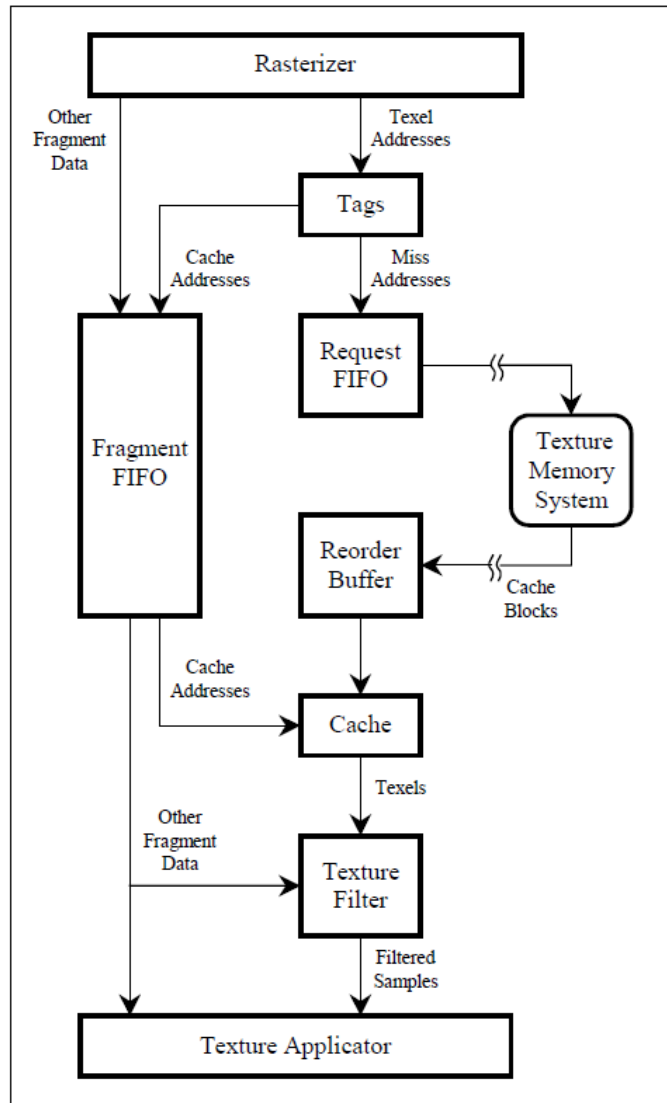 Rasterizer
Other
Fragment
Data
Texel
Addresses
Tags
Cache
Addresses
Miss
Addresses
Request
FIFO
Fragment
FIFO
Texture
Memory
System
Reorder
Buffer
Cache
Blocks
Cache
Addresses
Cache
Texels
Other
Fragment
Data
Texture
Filter
Filtered
Samples
Texture Applicator